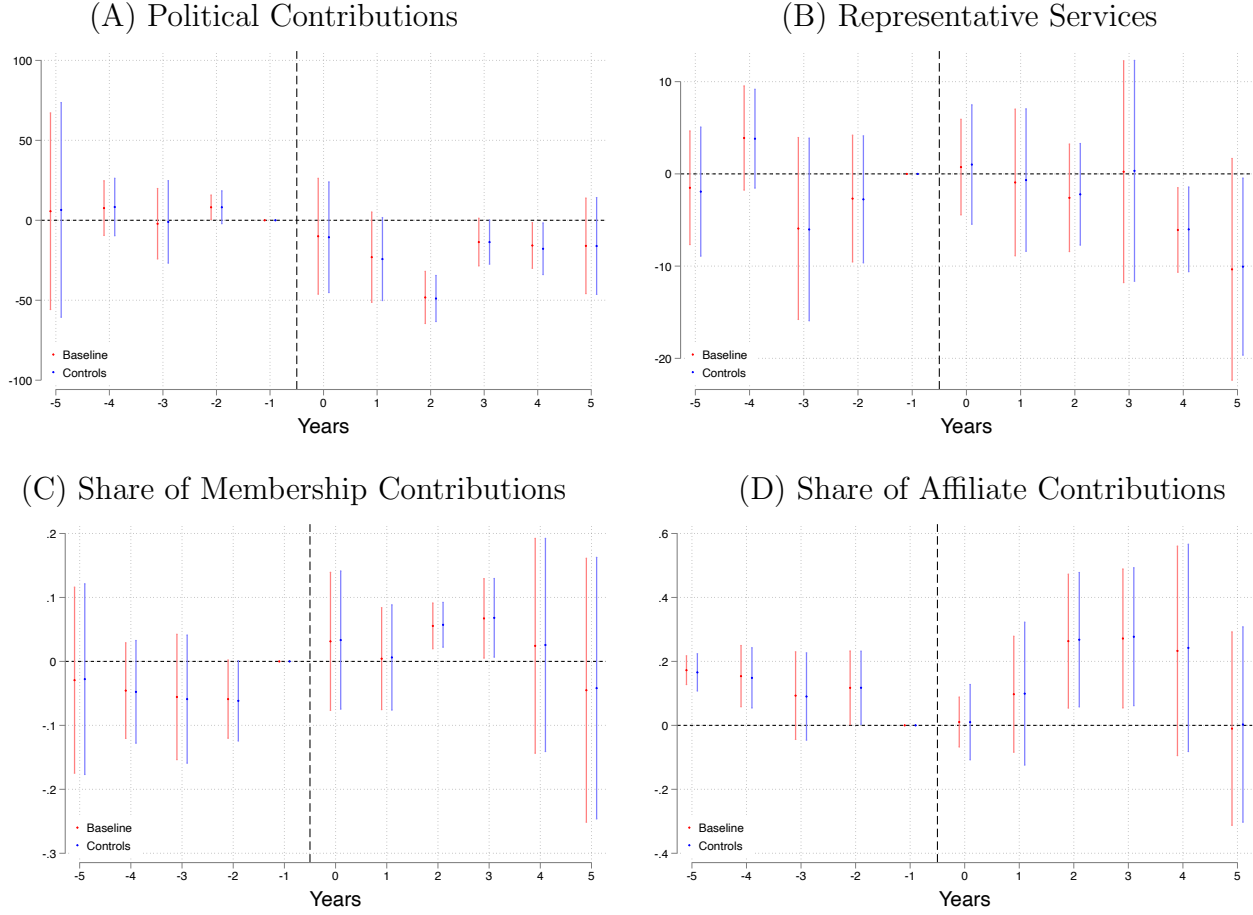 (A) Political Contributions
100
50
0
-50
-100
Baseline
Controls
-5 -4 -3 -2 -1 0 1 2 3 4 5
Years
(B) Representative Services
10
0
-10
-20
Baseline
Controls
-5 -4 -3 -2 -1 0 1 2 3 4 5
Years
(C) Share of Membership Contributions
.2
.1
0
-.1
-.2
-.3
Baseline
Controls
-5 -4 -3 -2 -1 0 1 2 3 4 5
Years
(D) Share of Affiliate Contributions
.6
.4
.2
0
-.2
-.4
Baseline
Controls
-5 -4 -3 -2 -1 0 1 2 3 4 5
Years